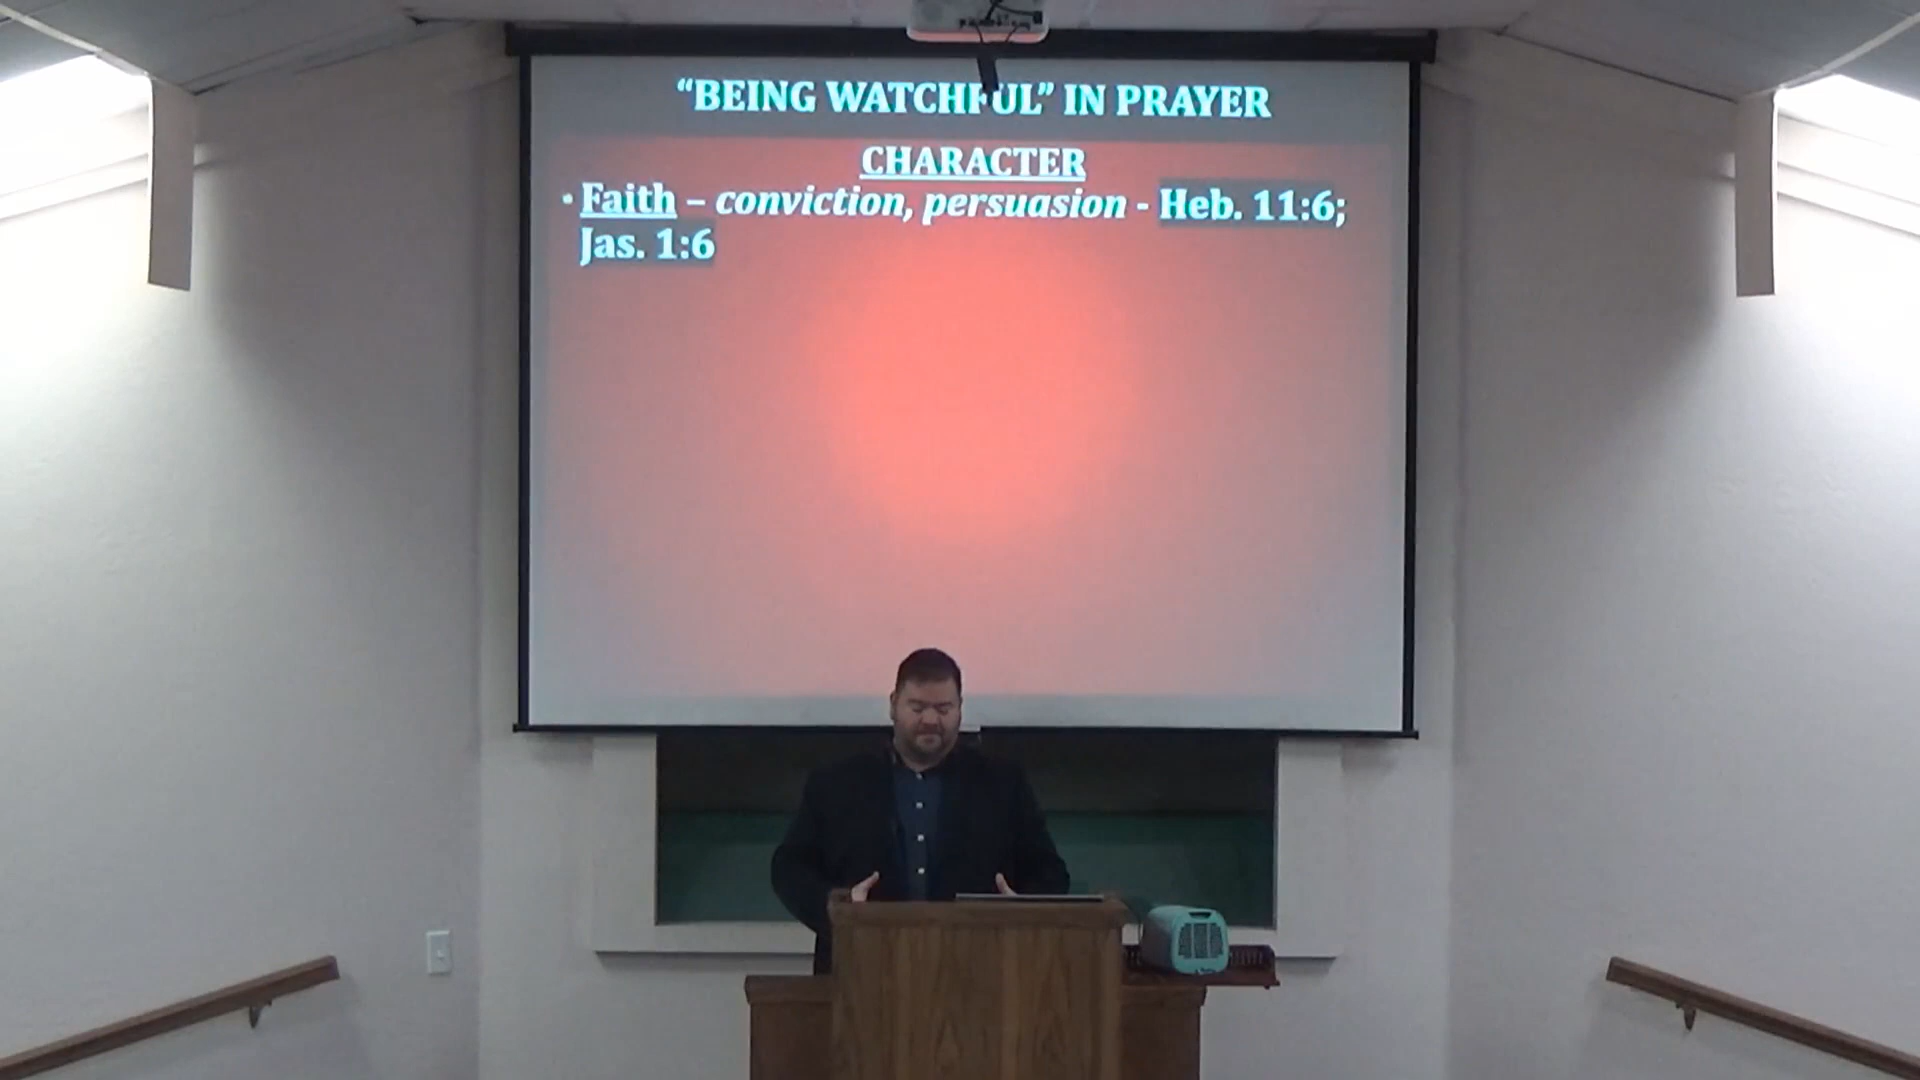 “BEING WATCHFUL” IN PRAYER
CHARACTER
• Faith – conviction, persuasion - Heb. 11:6;
Jas. 1:6